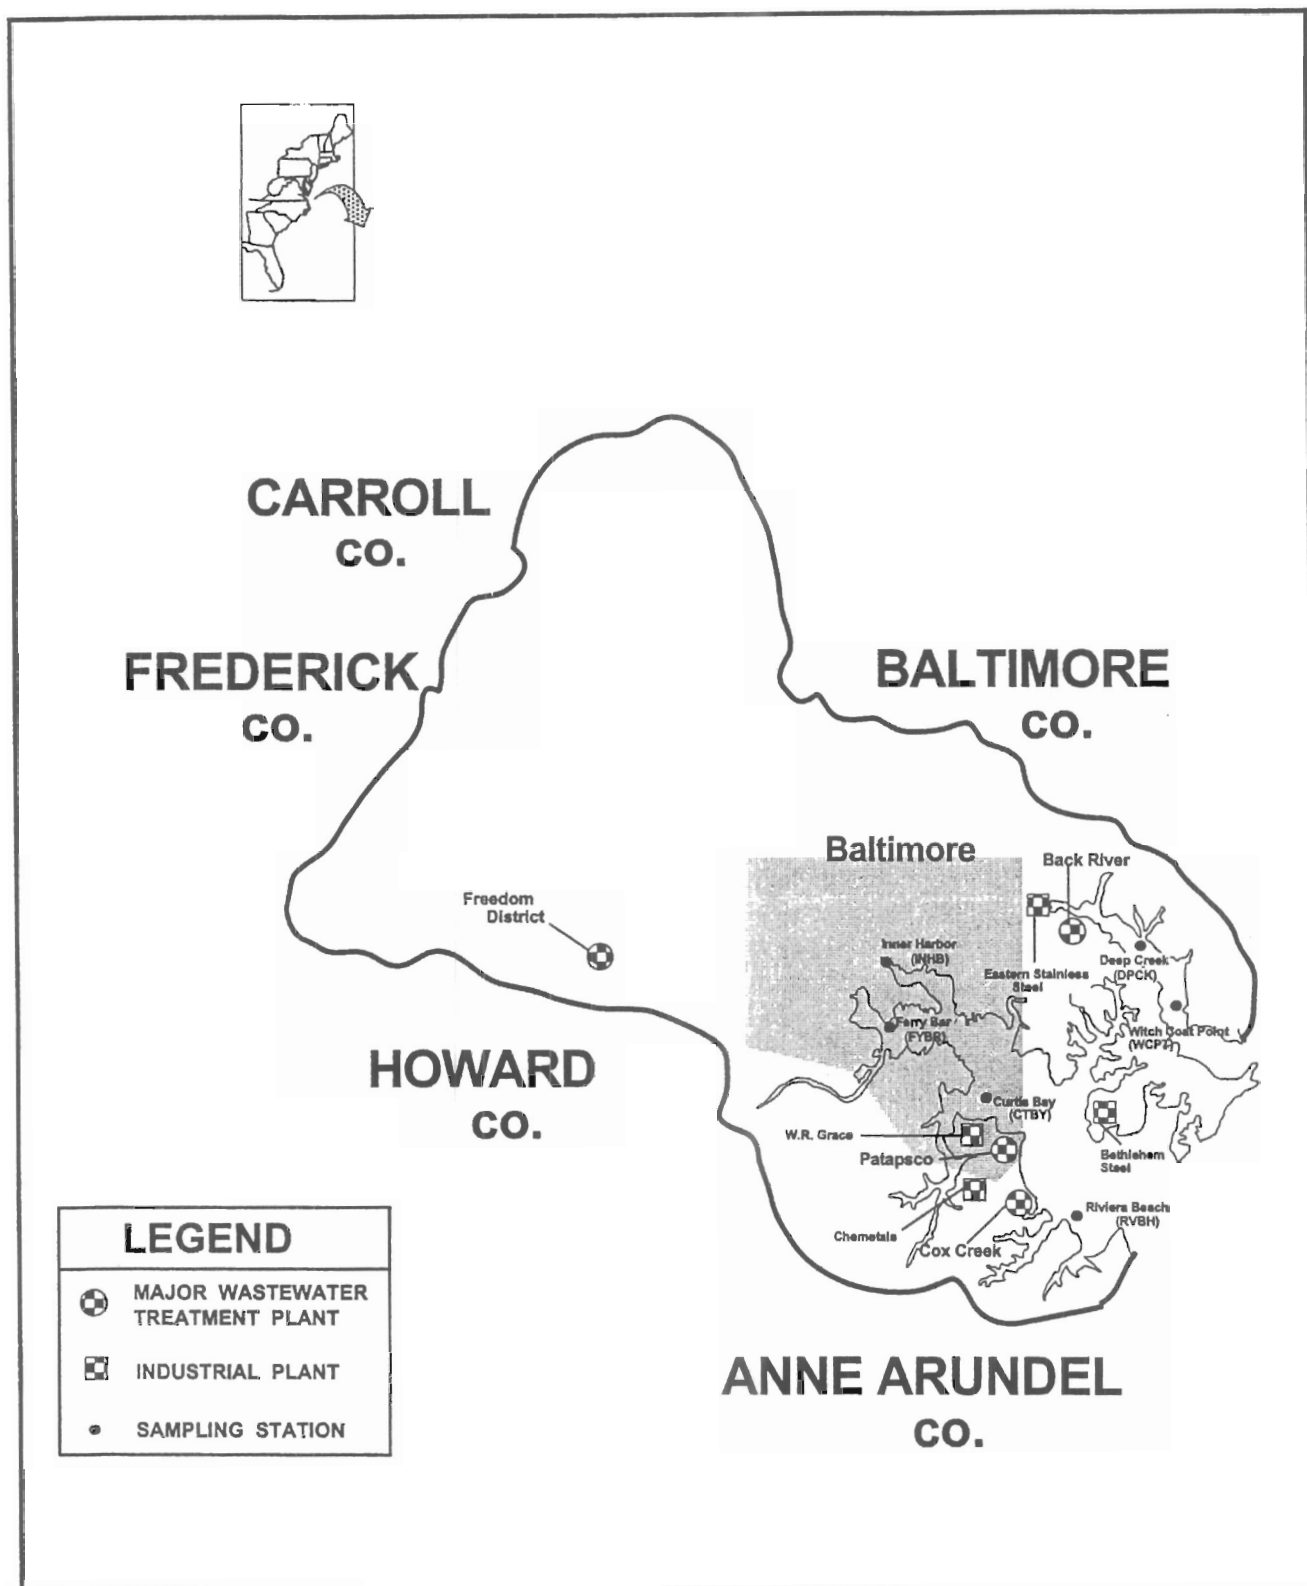 CARROLL
CO.
FREDERICK
CO.
BALTIMORE
CO.
Baltimore
Back River
Freedom
District
Inner Harbor
(INHB)
Eastern Stainless
Steel
Deep Creek
(DPCK)
Ferry Bar
(FYBR)
Witch Coat Point
(WCPT)
HOWARD
CO.
Curtis Bay
(CTBY)
W.R. Grace
Patapsco
Bethlehem
Steel
Chemetals
Cox Creek
Riviera Beach
(RVBH)
LEGEND
MAJOR WASTEWATER
TREATMENT PLANT
INDUSTRIAL PLANT
SAMPLING STATION
ANNE ARUNDEL
CO.